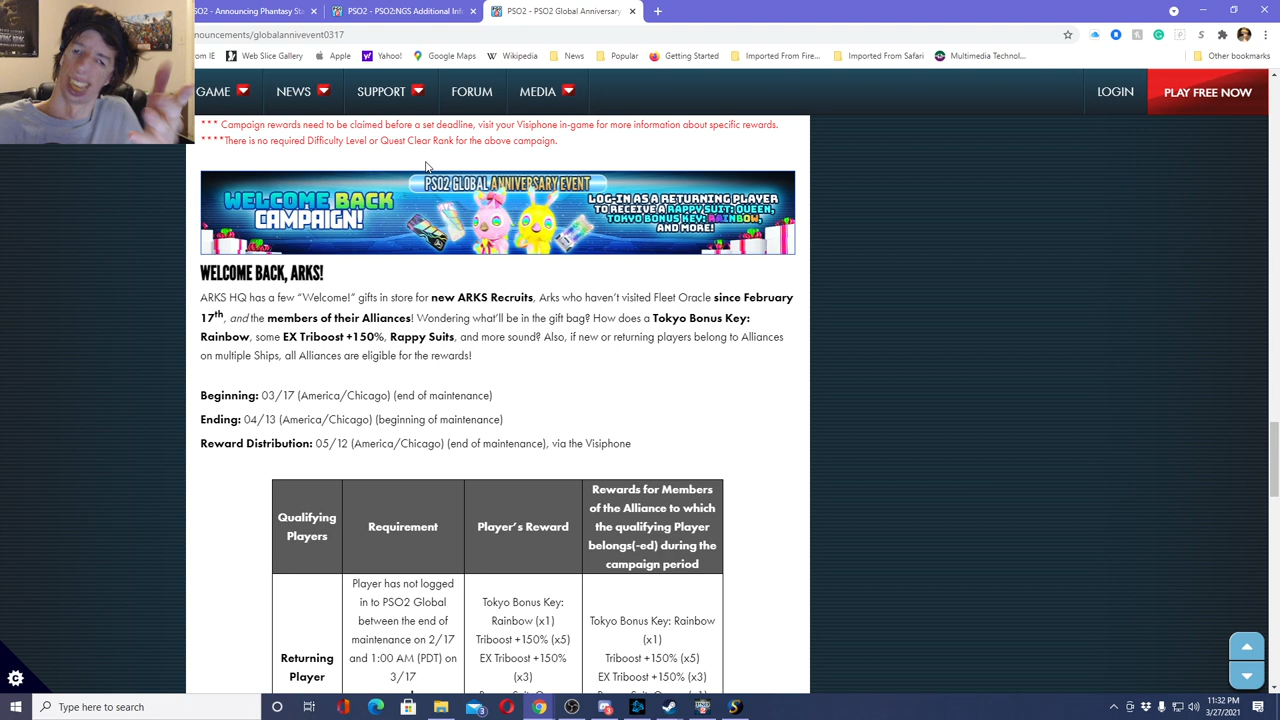 PSO2 - Announcing Phantasy Sta
PSO2 - PSO2:NGS Additional Inf
PSO2 - PSO2 Global Anniversary
nnouncements/globalannivevent0317
om IE
Web Slice Gallery
Apple
Yahoo!
Google Maps
Wikipedia
News
Popular
Getting Started
Imported From Fire...
Imported From Safari
Multimedia Technol...
Other bookmarks
GAME
NEWS
SUPPORT
FORUM
MEDIA
LOGIN
PLAY FREE NOW
*** Campaign rewards need to be claimed before a set deadline, visit your Visiphone in-game for more information about specific rewards.
****There is no required Difficulty Level or Quest Clear Rank for the above campaign.
PSO2 GLOBAL ANNIVERSARY EVENT
WELCOME BACK
CAMPAIGN!
LOG-IN AS A RETURNING PLAYER
TO RECEIVE A RAPPY SUIT: QUEEN,
TOKYO BONUS KEY: RAINBOW,
AND MORE!
WELCOME BACK, ARKS!
ARKS HQ has a few “Welcome!” gifts in store for new ARKS Recruits, Arks who haven’t visited Fleet Oracle since February
17th, and the members of their Alliances! Wondering what’ll be in the gift bag? How does a Tokyo Bonus Key:
Rainbow, some EX Triboost +150%, Rappy Suits, and more sound? Also, if new or returning players belong to Alliances
on multiple Ships, all Alliances are eligible for the rewards!
Beginning: 03/17 (America/Chicago) (end of maintenance)
Ending: 04/13 (America/Chicago) (beginning of maintenance)
Reward Distribution: 05/12 (America/Chicago) (end of maintenance), via the Visiphone
Qualifying
Players
Requirement
Player’s Reward
Rewards for Members
of the Alliance to which
the qualifying Player
belongs(-ed) during the
campaign period
Returning
Player
Player has not logged
in to PSO2 Global
between the end of
maintenance on 2/17
and 1:00 AM (PDT) on
3/17
Tokyo Bonus Key:
Rainbow (x1)
Triboost +150% (x5)
EX Triboost +150%
(x3)
Tokyo Bonus Key: Rainbow
(x1)
Triboost +150% (x5)
EX Triboost +150% (x3)
Type here to search
11:32 PM
3/27/2021